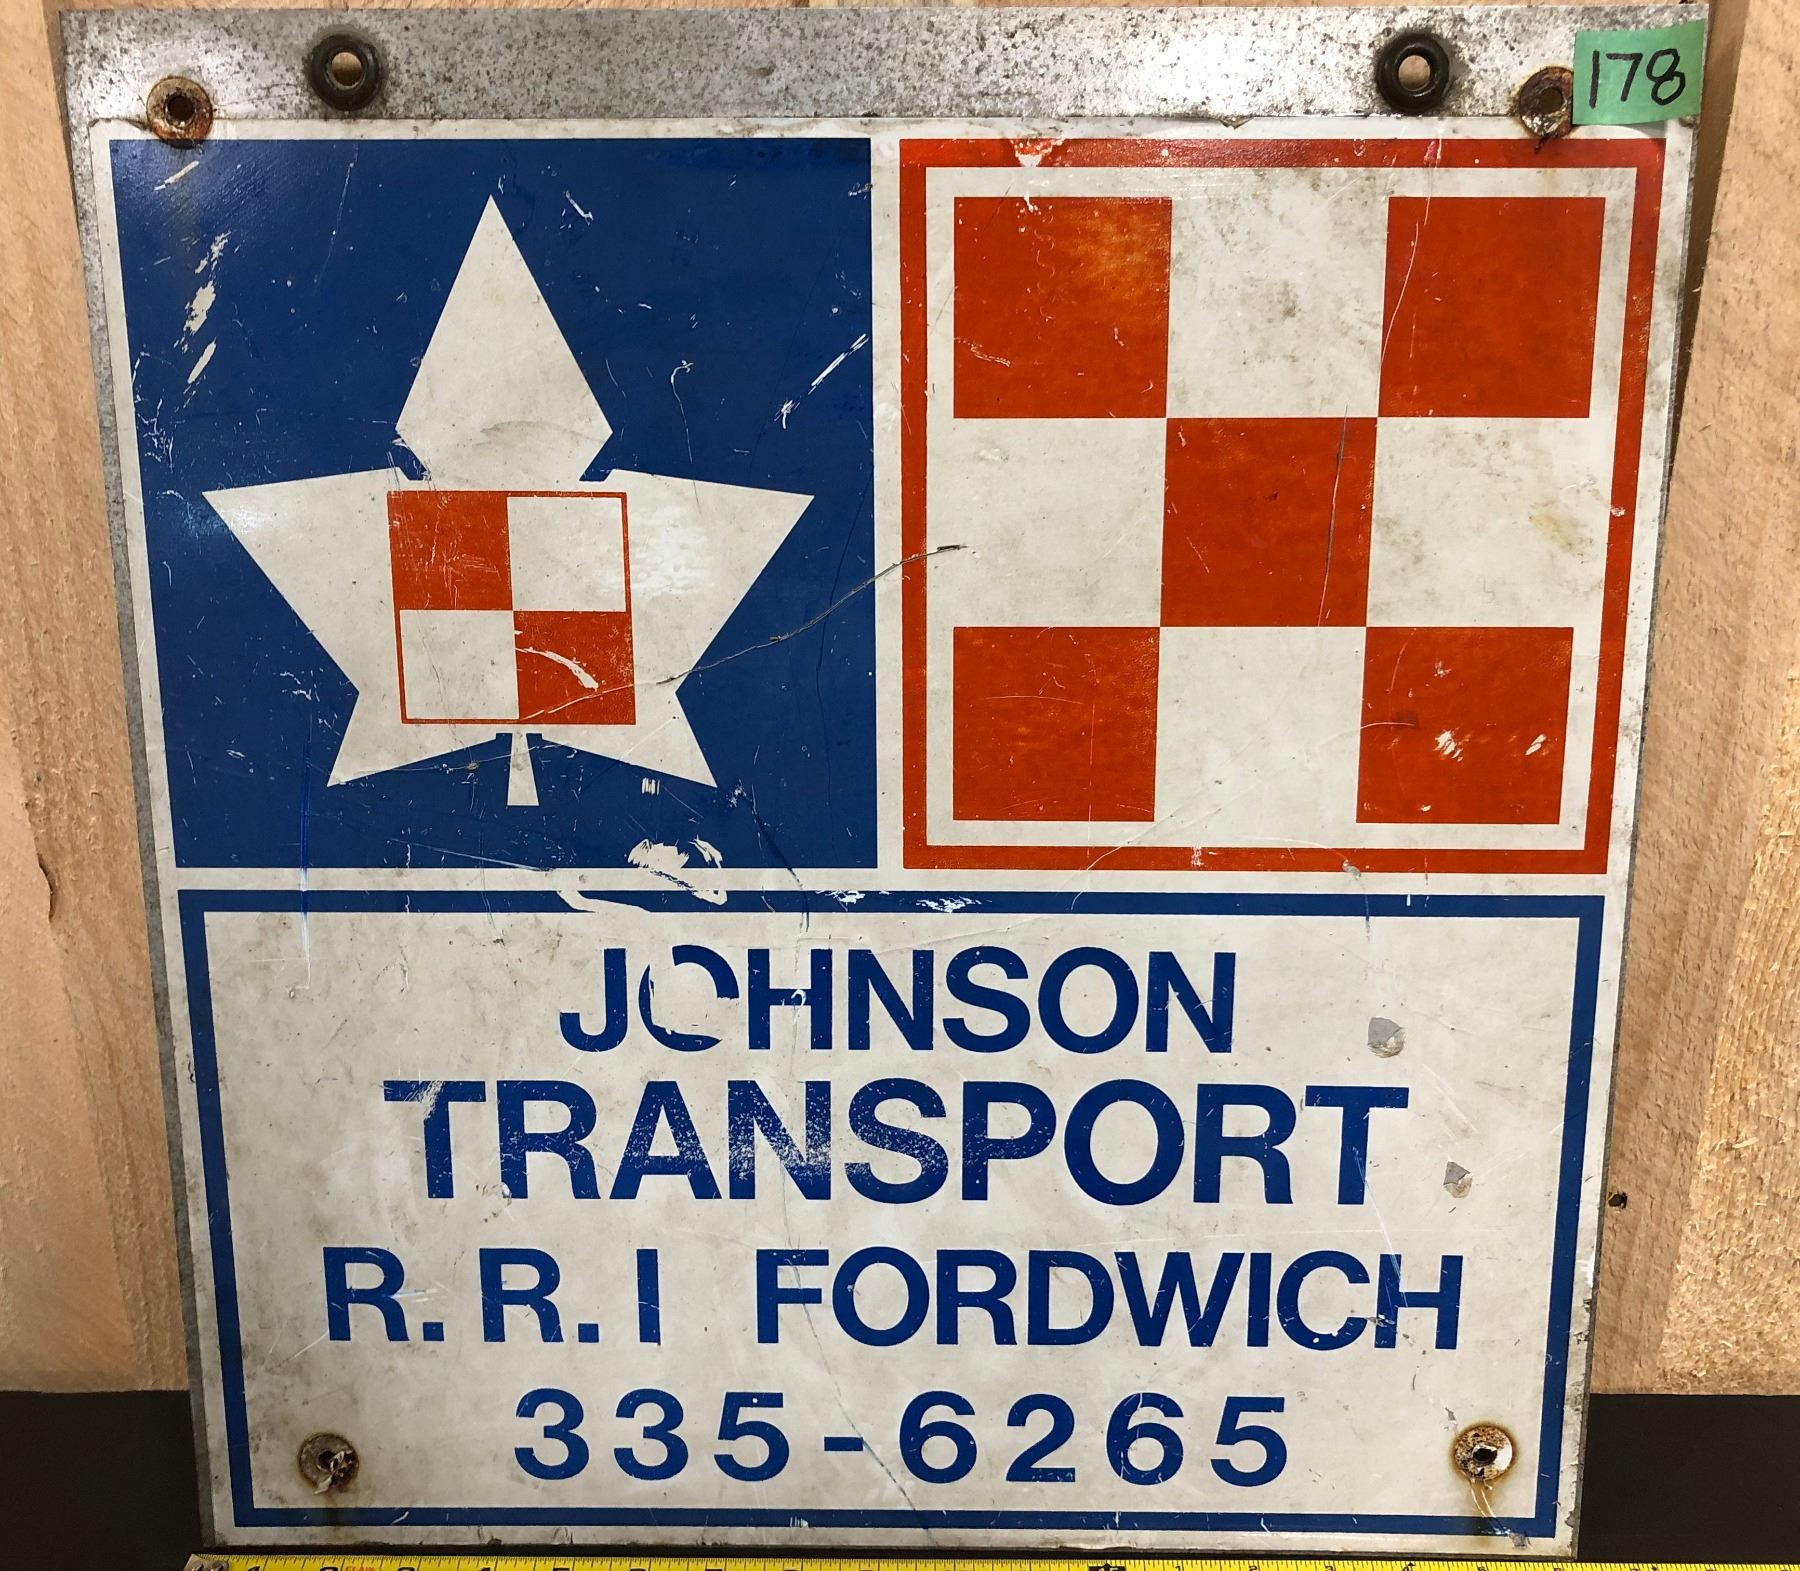 178
JOHNSON
TRANSPORT
R.R.1 FORDWICH
335-6265